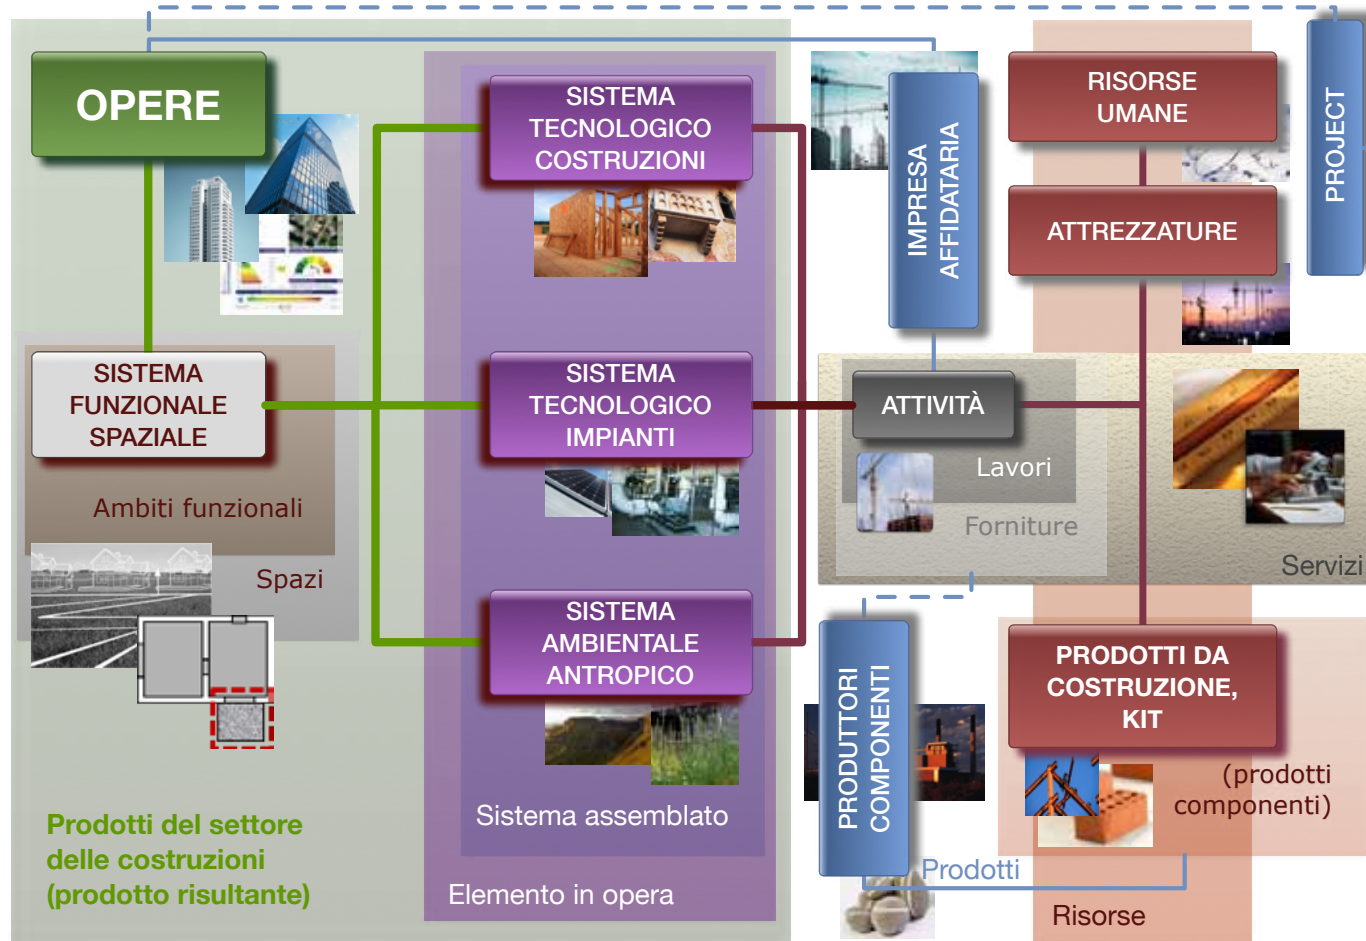 OPERE
SISTEMA
FUNZIONALE
SPAZIALE
Ambiti funzionali
Spazi
Prodotti del settore
delle costruzioni
(prodotto risultante)
SISTEMA
TECNOLOGICO
COSTRUZIONI
SISTEMA
TECNOLOGICO
IMPIANTI
SISTEMA
AMBIENTALE
ANTROPICO
Sistema assemblato
Elemento in opera
IMPRESA
AFFIDATARIA
ATTIVITÀ
Lavori
Forniture
Servizi
PRODUTTORI
COMPONENTI
Prodotti
RISORSE
UMANE
ATTREZZATURE
PRODOTTI DA
COSTRUZIONE,
KIT
(prodotti
componenti)
Risorse
PROJECT